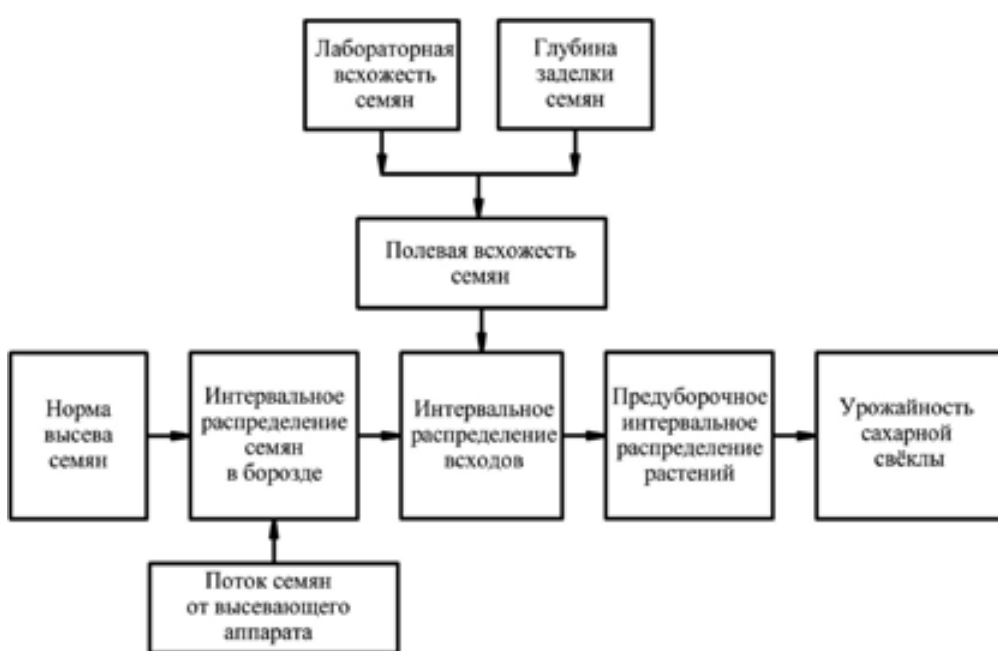 Лабораторная
всхожесть
семян
Глубина
заделки
семян
Полевая всхожесть
семян
Норма
высева
семян
Интервальное
распределение
семян
в борозде
Интервальное
распределение
всходов
Предуборочное
интервальное
распределение
растений
Урожайность
сахарной
свёклы
Поток семян
от высевающего
аппарата